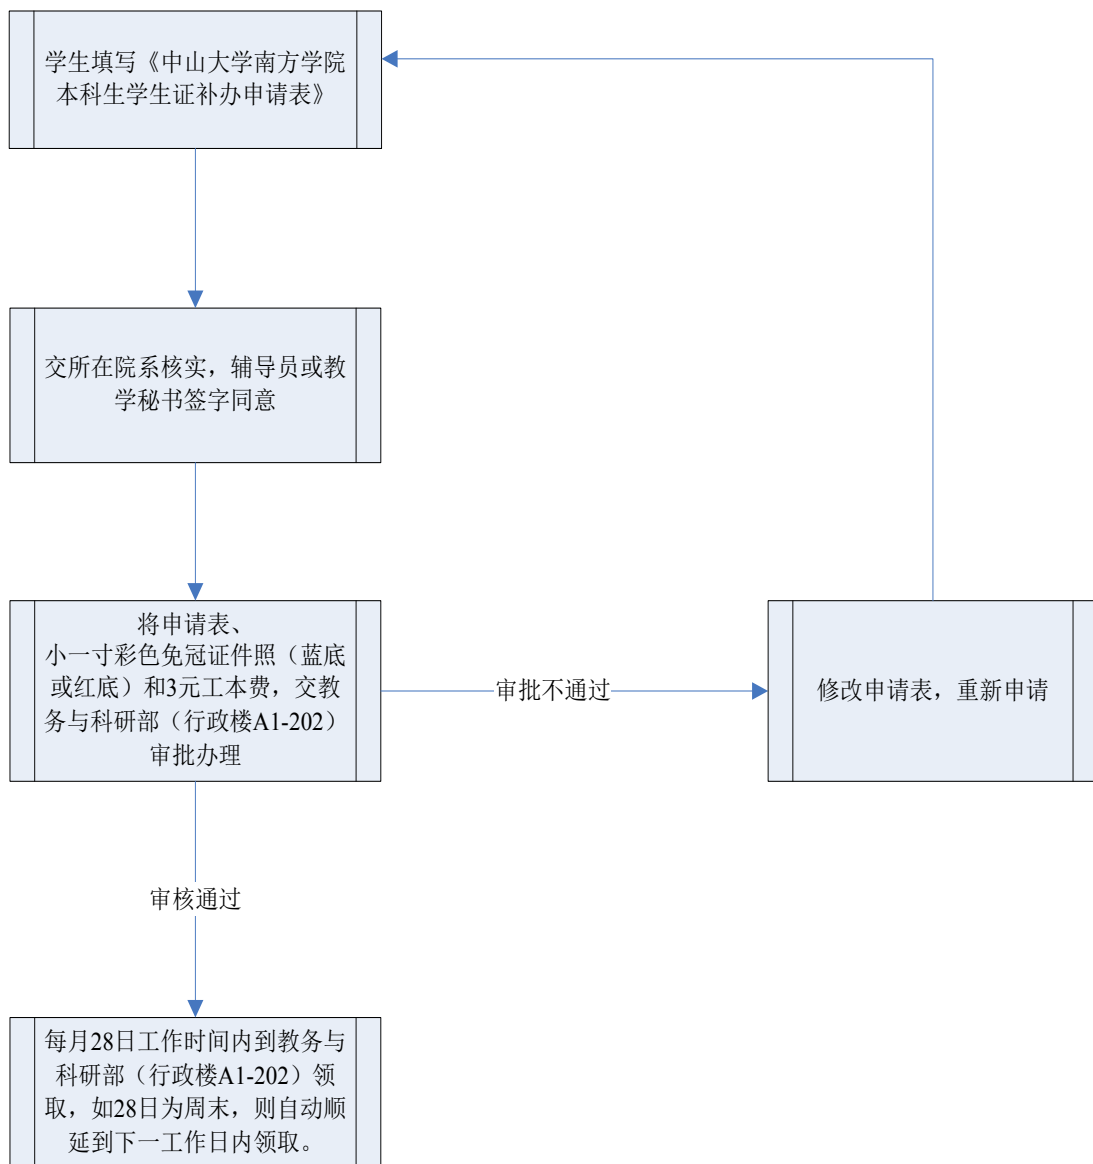 学生填写《中山大学南方学院
本科生学生证补办申请表》
交所在院系核实，辅导员或教
学秘书签字同意
将申请表、
小一寸彩色免冠证件照（蓝底
或红底）和3元工本费，交教
务与科研部（行政楼A1-202）
审批办理
审批不通过
修改申请表，重新申请
审核通过
每月28日工作时间内到教务与
科研部（行政楼A1-202）领
取，如28日为周末，则自动顺
延到下一工作日内领取。